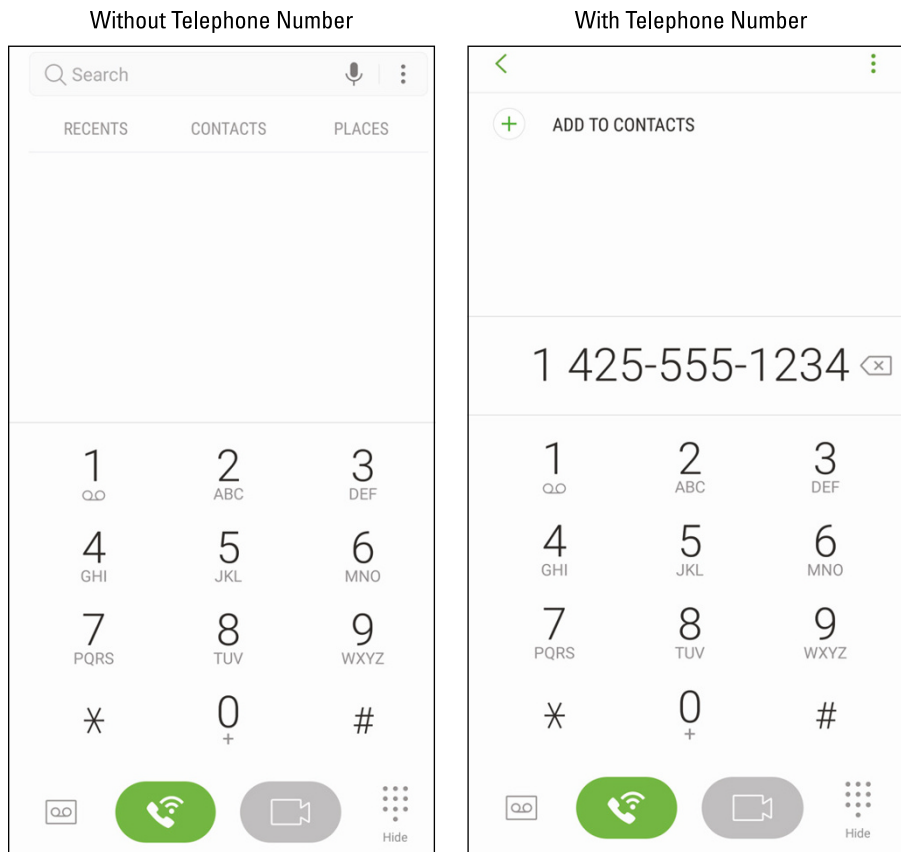 Without Telephone Number
Search
RECENTS CONTACTS PLACES
1 2 3
ABC DEF
4 5 6
GHI JKL MNO
7 8 9
PQRS TUV WXYZ
* 0 #
+
Hide
With Telephone Number
ADD TO CONTACTS
1 425-555-1234
1 2 3
ABC DEF
4 5 6
GHI JKL MNO
7 8 9
PQRS TUV WXYZ
* 0 #
+
Hide